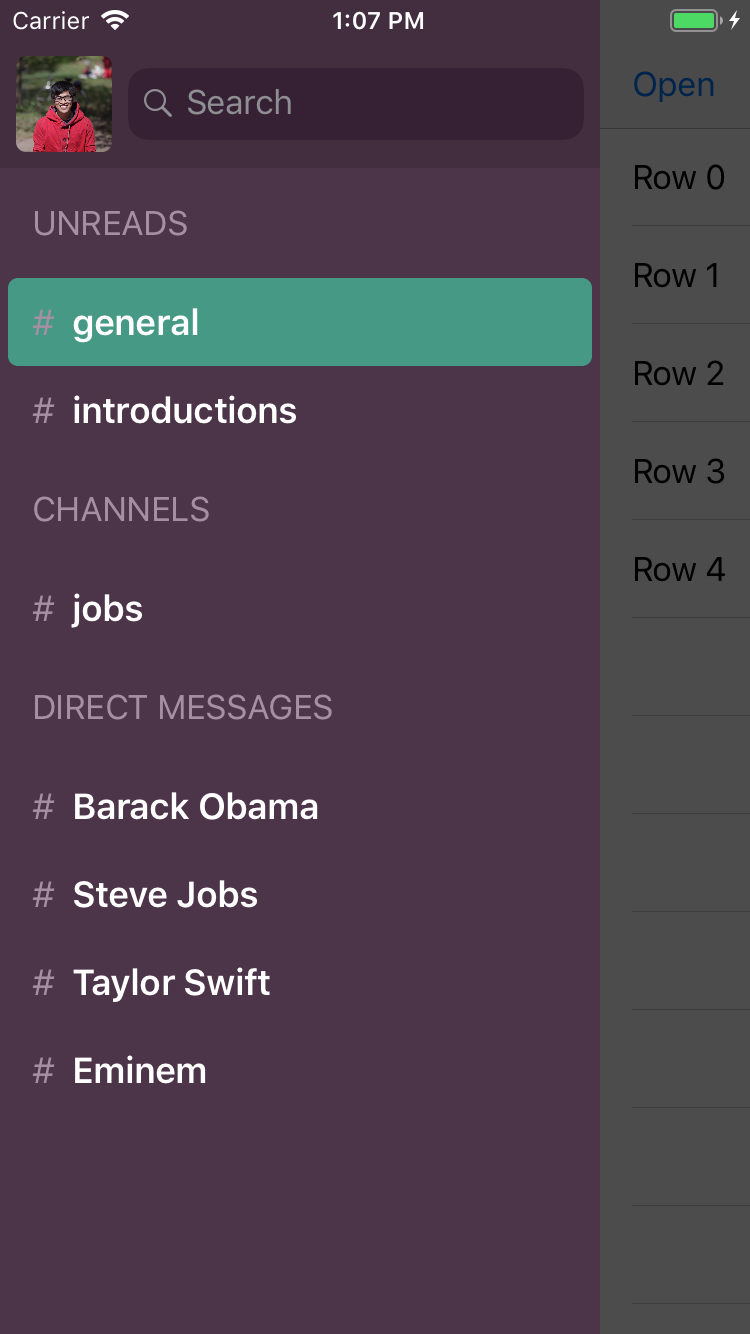 Carrier 1:07 PM
Search
UNREADS
# general
# introductions
CHANNELS
# jobs
DIRECT MESSAGES
# Barack Obama
# Steve Jobs
# Taylor Swift
# Eminem
Open
Row 0
Row 1
Row 2
Row 3
Row 4